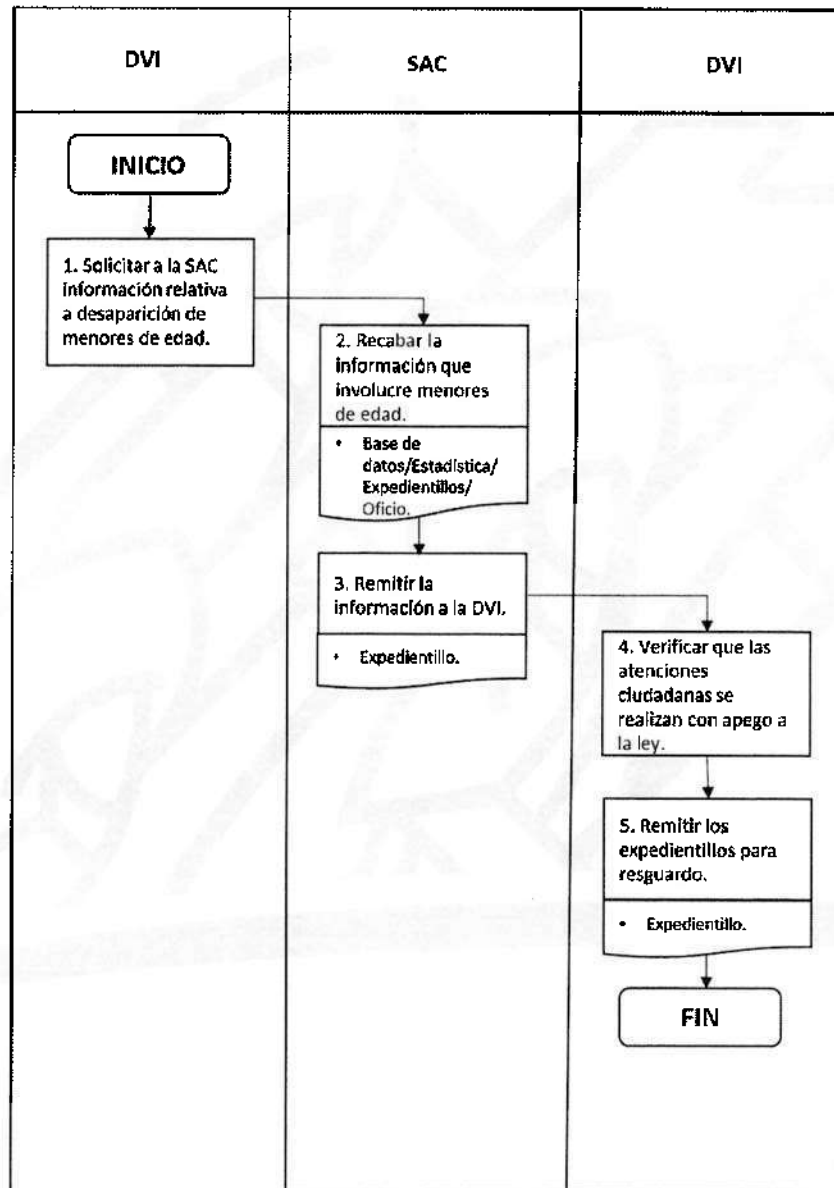 DVI
SAC
DVI
INICIO
1. Solicitar a la SAC
información relativa
a desaparición de
menores de edad.
2. Recabar la
información que
involucre menores
de edad.
• Base de
datos/Estadística/
Expedientillos/
Oficio.
3. Remitir la
información a la DVI.
• Expedientillo.
4. Verificar que las
atenciones
ciudadanas se
realizan con apego a
la ley.
5. Remitir los
expedientillos para
resguardo.
• Expedientillo.
FIN